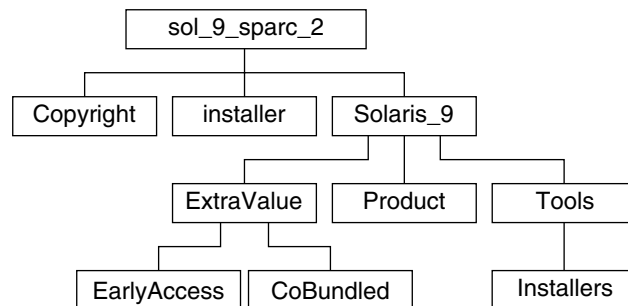 sol_9_sparc_2
Copyright
installer
Solaris_9
ExtraValue
Product
Tools
EarlyAccess
CoBundled
Installers